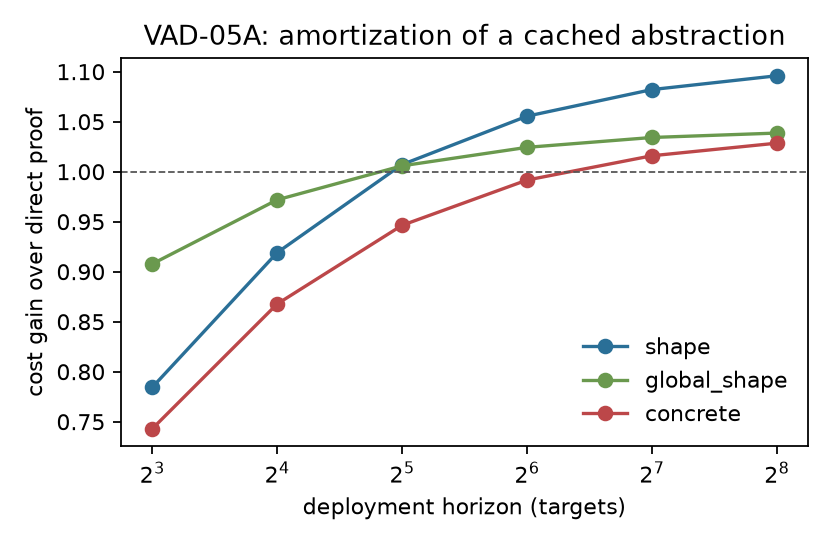 VAD-05A: amortization of a cached abstraction
cost gain over direct proof
1.10
1.05
1.00
0.95
0.90
0.85
0.80
0.75
shape
global_shape
concrete
2³ 2⁴ 2⁵ 2⁶ 2⁷ 2⁸
deployment horizon (targets)